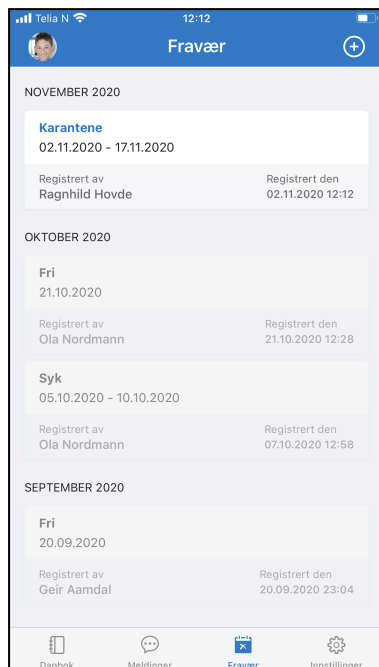 Telia N 12:12
Fravær
NOVEMBER 2020
Karantene
02.11.2020 - 17.11.2020
Registrert av Registrert den
Ragnhild Hovde 02.11.2020 12:12
OKTOBER 2020
Fri
21.10.2020
Registrert av Registrert den
Ola Nordmann 21.10.2020 12:28
Syk
05.10.2020 - 10.10.2020
Registrert av Registrert den
Ola Nordmann 07.10.2020 12:58
SEPTEMBER 2020
Fri
20.09.2020
Registrert av Registrert den
Geir Aamdal 20.09.2020 23:04
Dagbok Meldinger Fravær Innstillinger